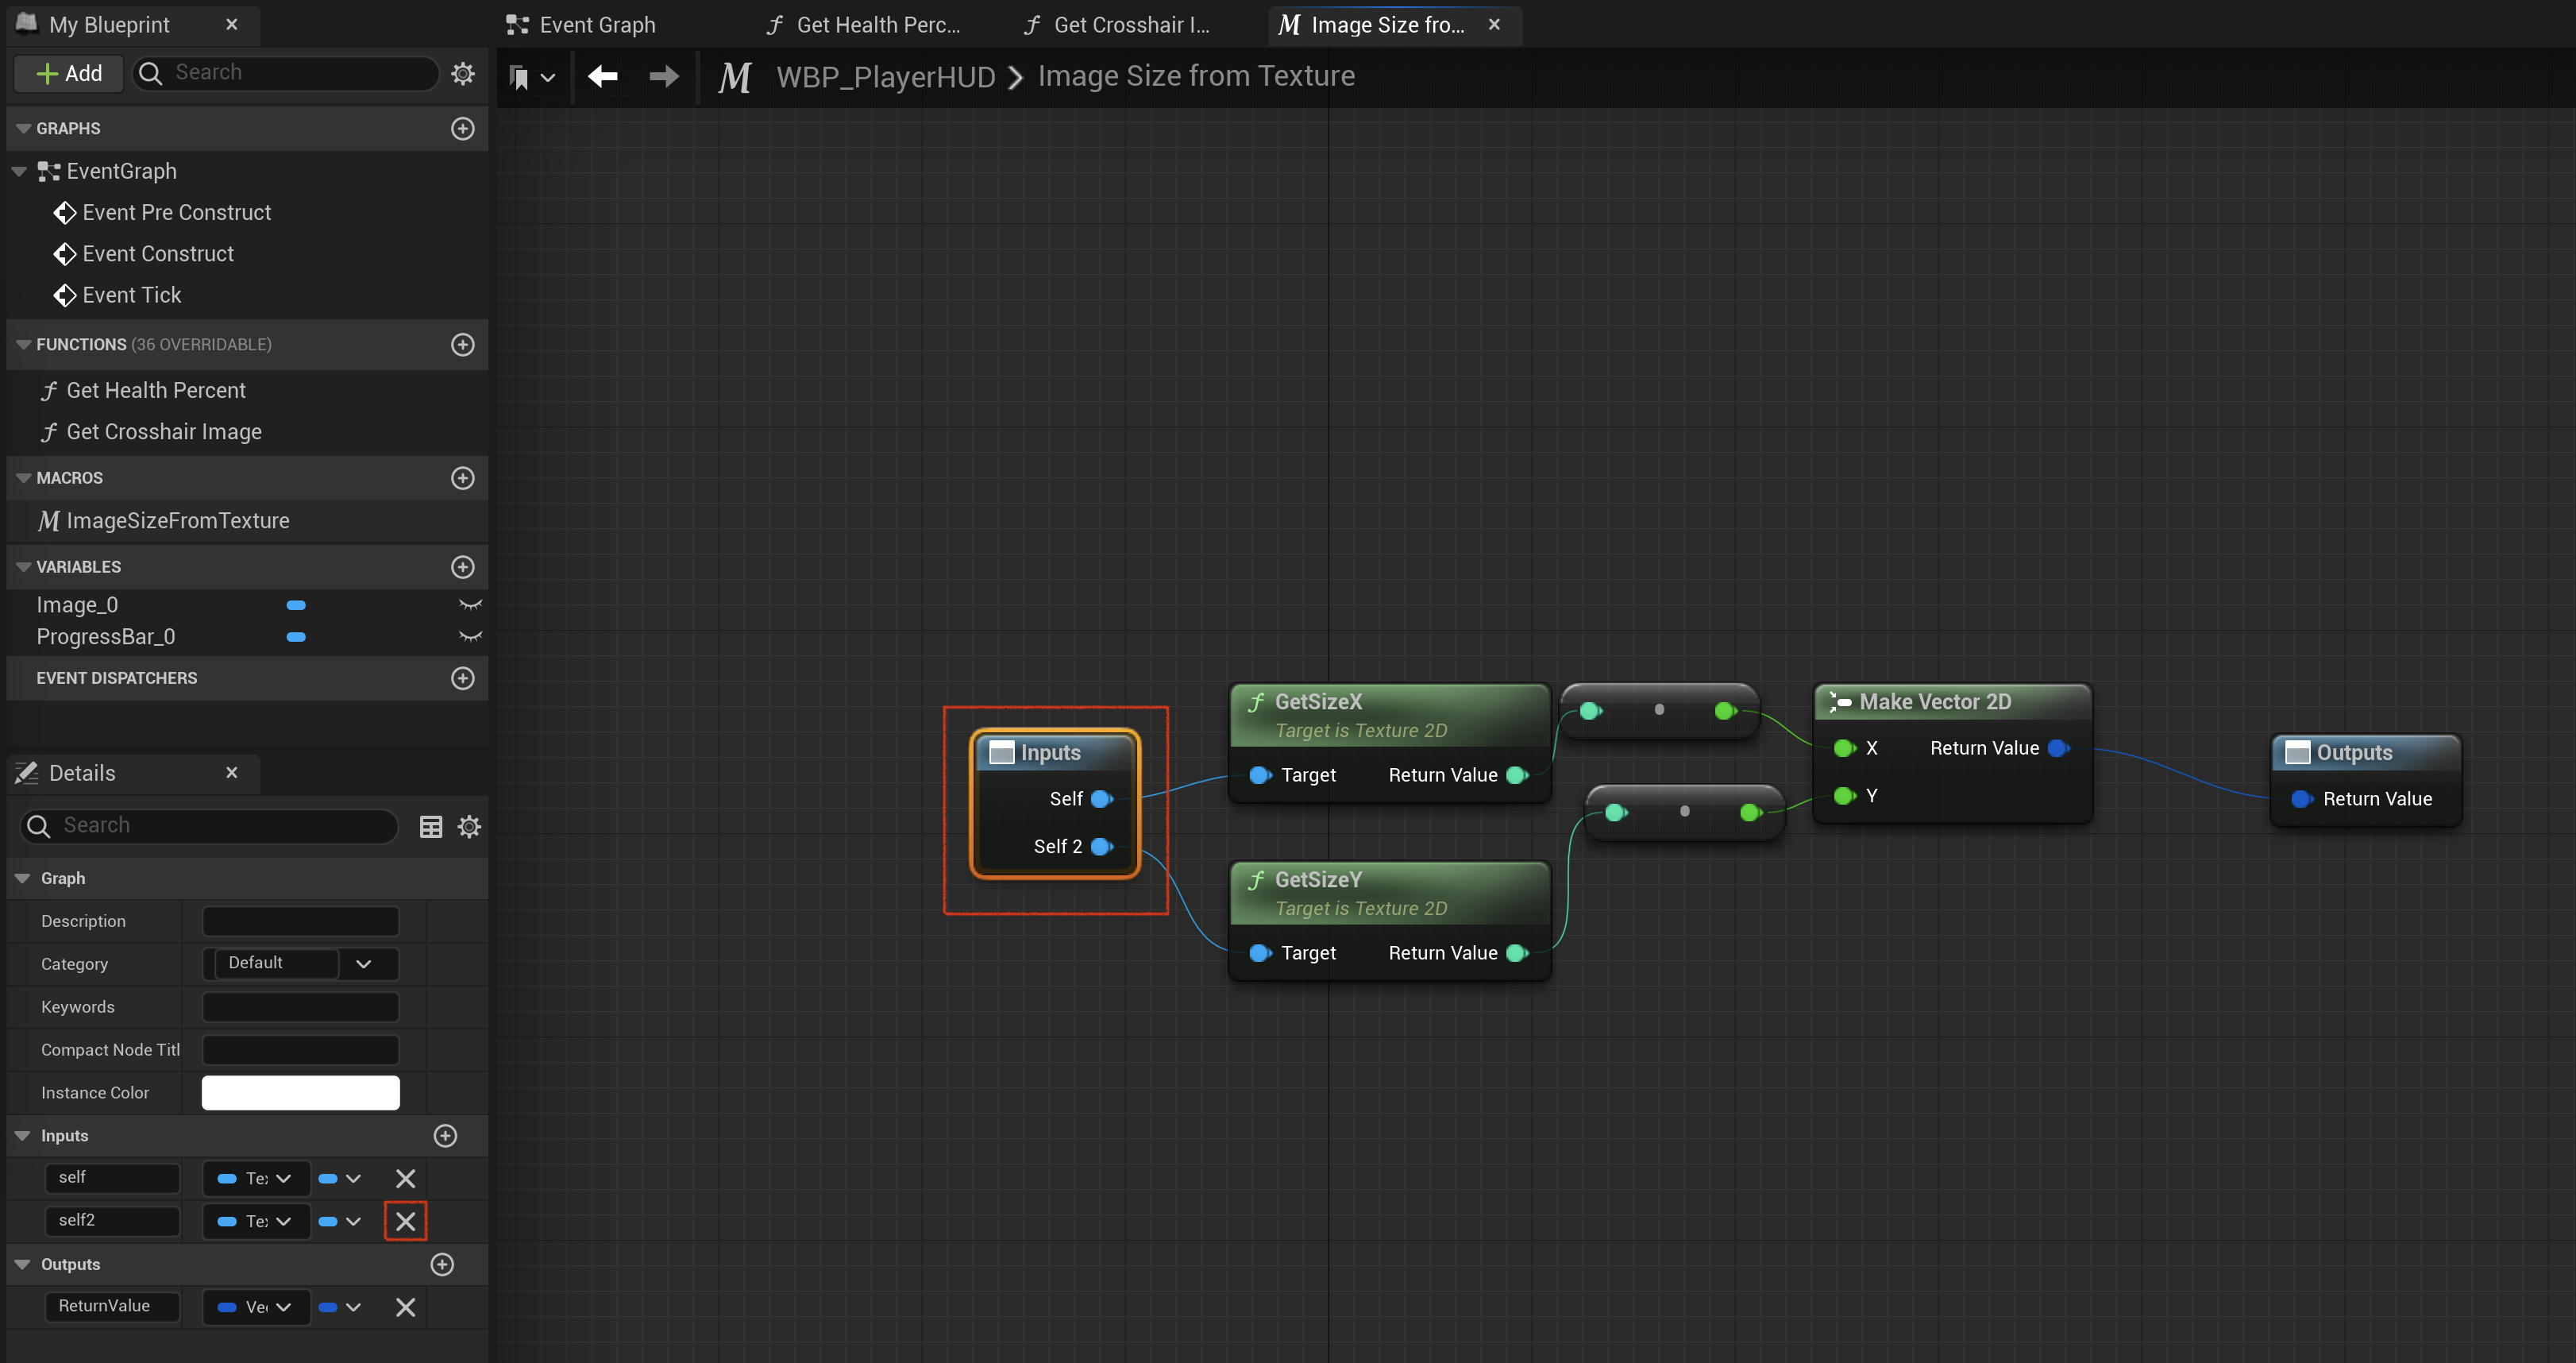 My Blueprint
Add
Search
GRAPHS
EventGraph
Event Pre Construct
Event Construct
Event Tick
FUNCTIONS (36 OVERRIDABLE)
Get Health Percent
Get Crosshair Image
MACROS
ImageSizeFromTexture
VARIABLES
Image_0
ProgressBar_0
EVENT DISPATCHERS
Details
Search
Graph
Description
Category
Default
Keywords
Compact Node Titl
Instance Color
Inputs
self
Tex
self2
Tex
Outputs
ReturnValue
Vec
Event Graph
Get Health Perc...
Get Crosshair I...
Image Size fro...
WBP_PlayerHUD > Image Size from Texture
Inputs
Self
Self 2
GetSizeX
Target is Texture 2D
Target
Return Value
GetSizeY
Target is Texture 2D
Target
Return Value
Make Vector 2D
X
Return Value
Y
Outputs
Return Value